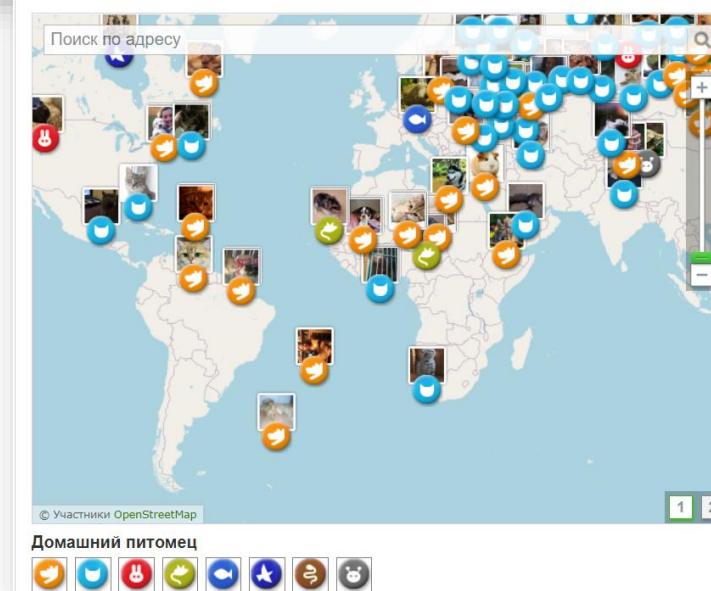 Поиск по адресу
+
−
© Участники OpenStreetMap
1
Домашний питомец